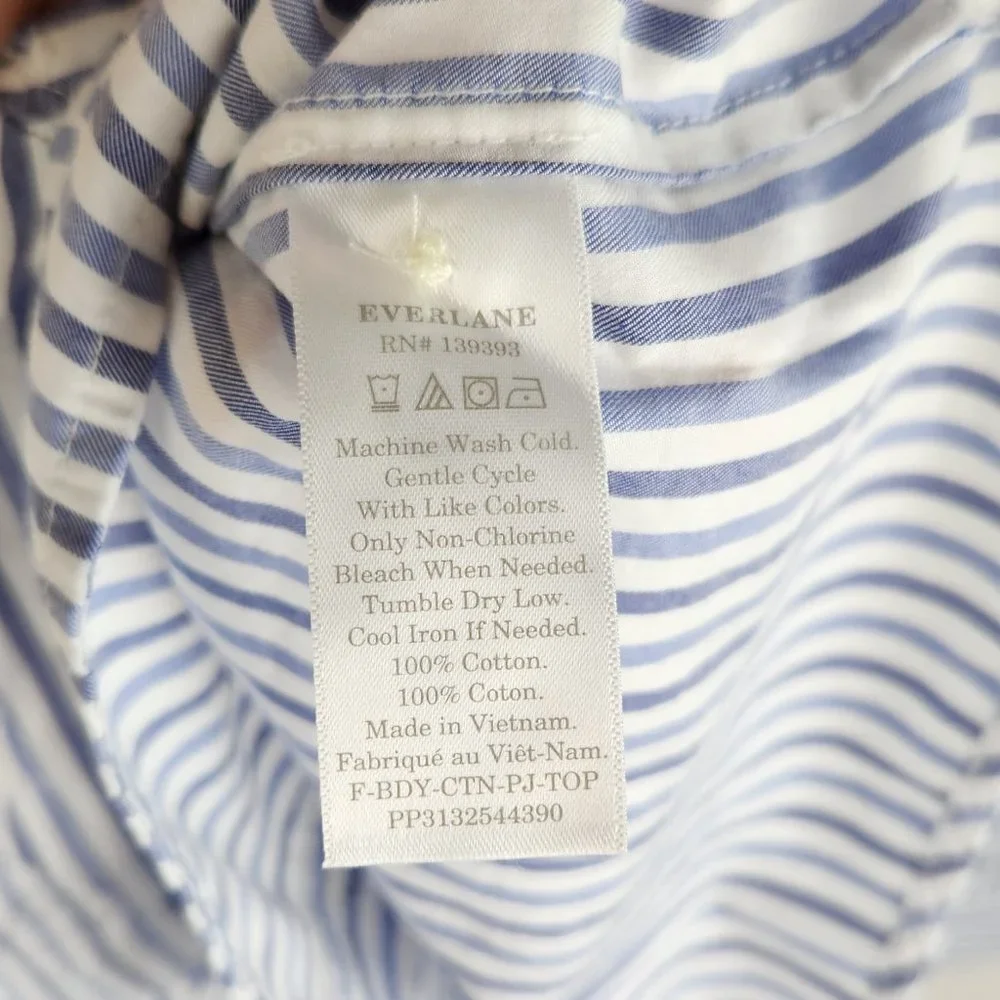 EVERLANE
RN# 139393
Machine Wash Cold.
Gentle Cycle
With Like Colors.
Only Non-Chlorine
Bleach When Needed.
Tumble Dry Low.
Cool Iron If Needed.
100% Cotton.
100% Coton.
Made in Vietnam.
Fabriqué au Viêt-Nam.
F-BDY-CTN-PJ-TOP
PP3132544390